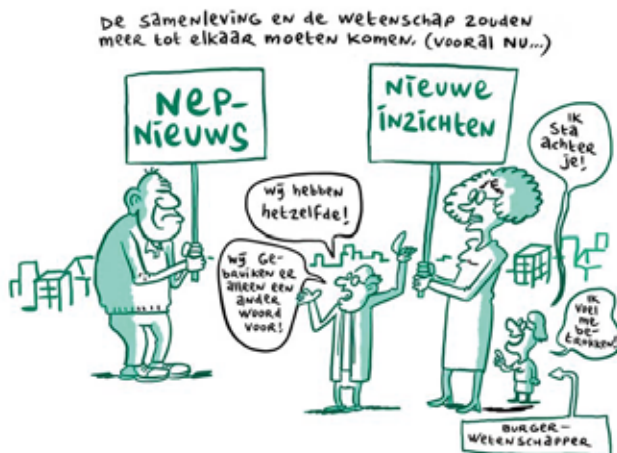 De samenleving en de wetenschap zouden
meer tot elkaar moeten komen. (vooral nu...)
NEP-
NIEUWS
NIEUWE
INZICHTEN
IK
Sta
achter
je!
wij hebben
hetzelfde!
wij Ge-
bruiken er
alleen een
ander
woord
voor!
IK
voel
me
be-
trokken!
BURGER-
WETENSCHAPPER